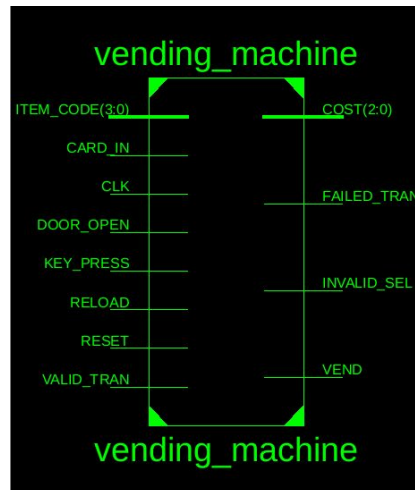 vending_machine
ITEM_CODE(3:0)
COST(2:0)
CARD_IN
CLK
FAILED_TRAN
DOOR_OPEN
KEY_PRESS
INVALID_SEL
RELOAD
RESET
VEND
VALID_TRAN
vending_machine